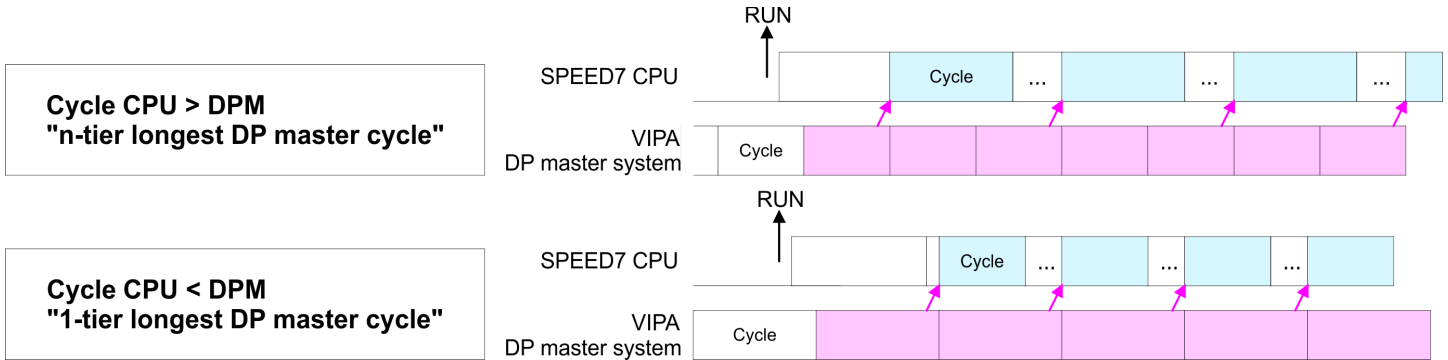 RUN
Cycle CPU > DPM
"n-tier longest DP master cycle"
SPEED7 CPU
Cycle
...
...
...
VIPA
DP master system
Cycle
RUN
Cycle CPU < DPM
"1-tier longest DP master cycle"
SPEED7 CPU
Cycle
...
...
...
VIPA
DP master system
Cycle